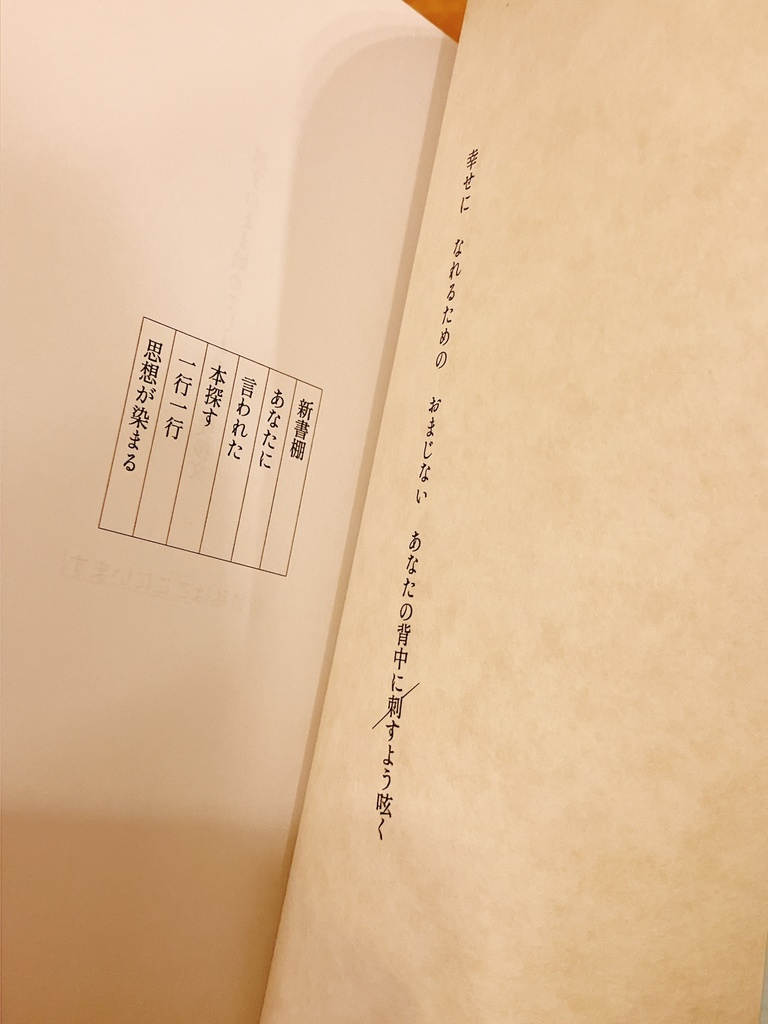 幸せに　なれるための　おまじない　あなたの背中に刺すよう呟く
新書棚
あなたに
言われた
本探す
一行一行
思想が染まる